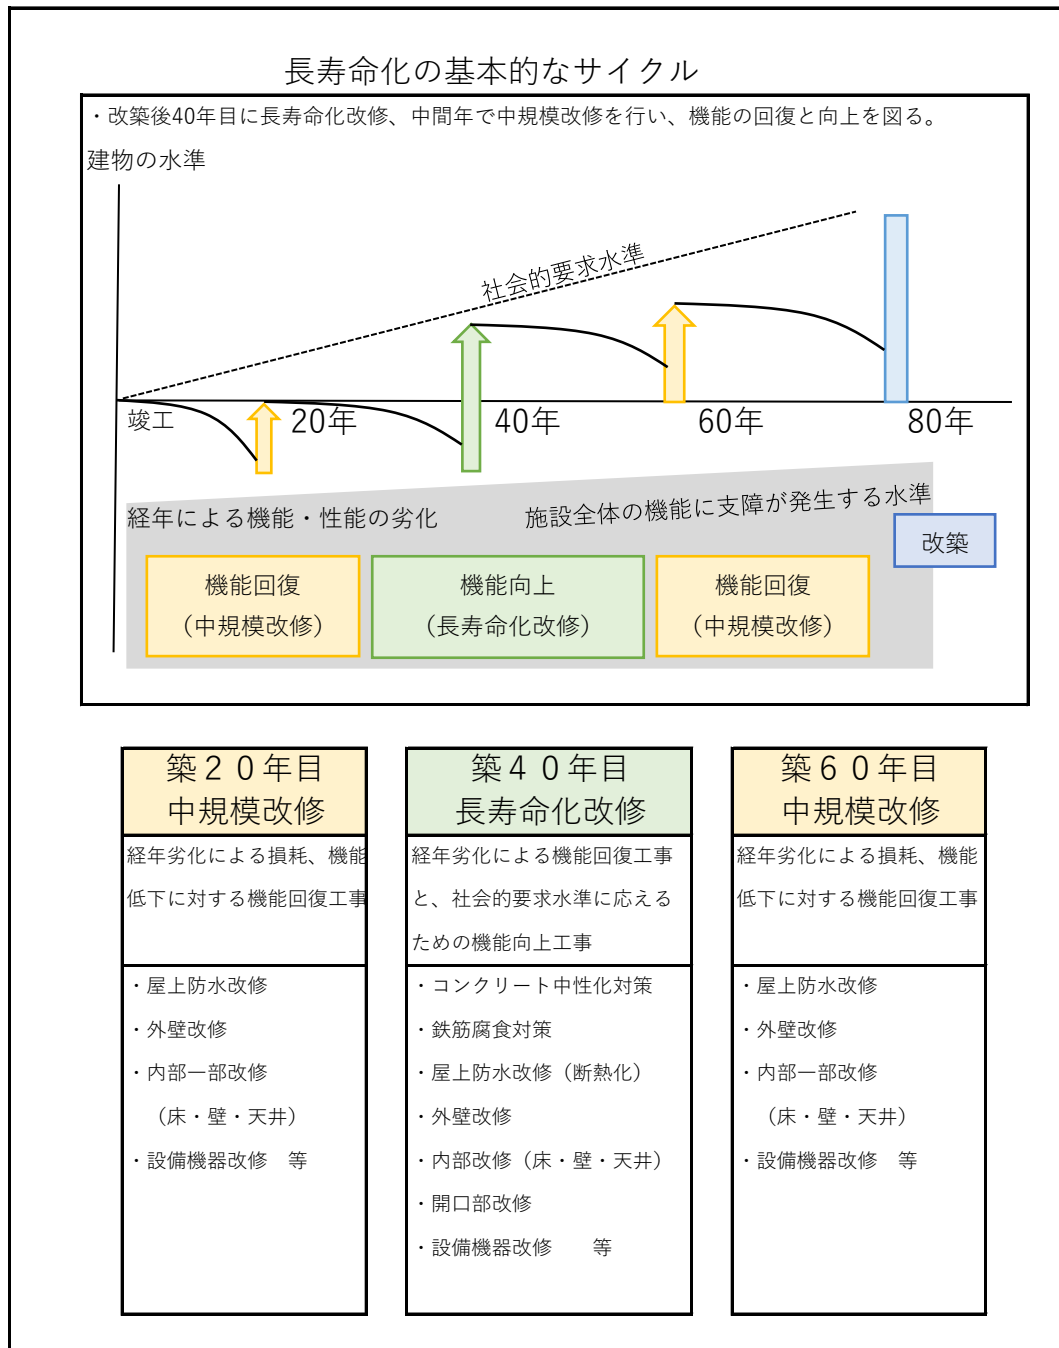 長寿命化の基本的なサイクル
・改築後40年目に長寿命化改修、中間年で中規模改修を行い、機能の回復と向上を図る。
建物の水準
社会的要求水準
竣工
20年
40年
60年
80年
経年による機能・性能の劣化
施設全体の機能に支障が発生する水準
改築
機能回復
（中規模改修）
機能向上
（長寿命化改修）
機能回復
（中規模改修）
築２０年目
中規模改修
経年劣化による損耗、機能
低下に対する機能回復工事
・屋上防水改修
・外壁改修
・内部一部改修
（床・壁・天井）
・設備機器改修　等
築４０年目
長寿命化改修
経年劣化による機能回復工事
と、社会的要求水準に応える
ための機能向上工事
・コンクリート中性化対策
・鉄筋腐食対策
・屋上防水改修（断熱化）
・外壁改修
・内部改修（床・壁・天井）
・開口部改修
・設備機器改修　　等
築６０年目
中規模改修
経年劣化による損耗、機能
低下に対する機能回復工事
・屋上防水改修
・外壁改修
・内部一部改修
（床・壁・天井）
・設備機器改修　等